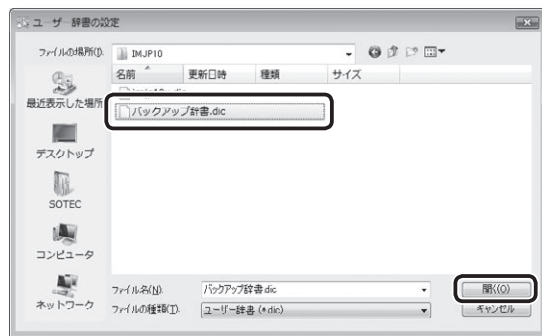 ユーザー辞書の設定
ファイルの場所(I):
IMJP10
名前
更新日時
種類
サイズ
最近表示した場所
バックアップ辞書.dic
デスクトップ
SOTEC
コンピュータ
ネットワーク
ファイル名(N):
バックアップ辞書.dic
開く(O)
ファイルの種類(T):
ユーザー辞書 (*.dic)
キャンセル